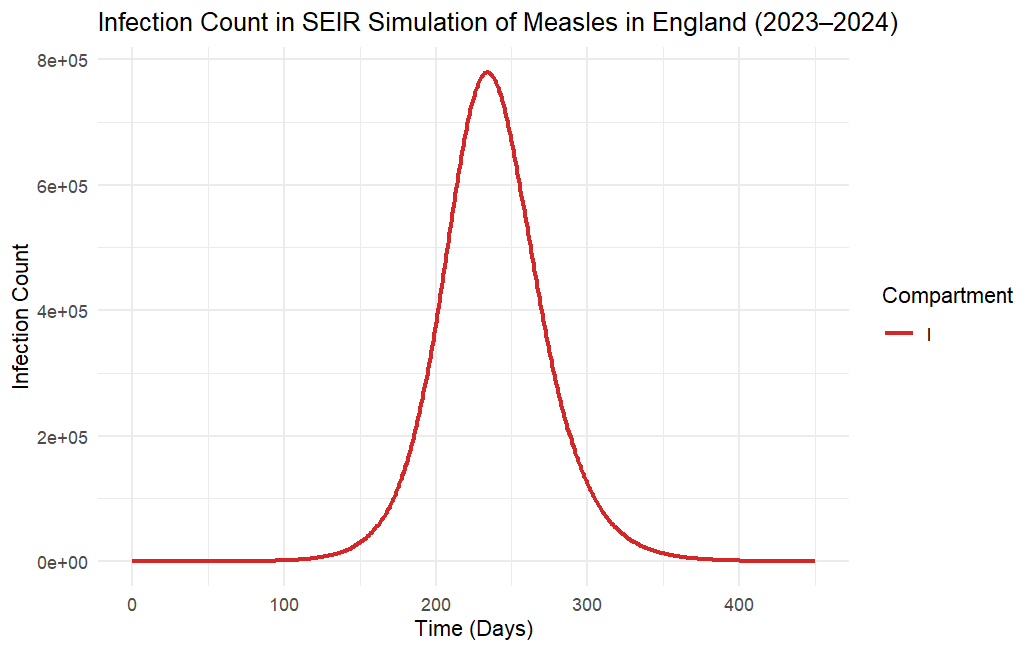 Infection Count in SEIR Simulation of Measles in England (2023–2024)
8e+05
6e+05
4e+05
2e+05
0e+00
Infection Count
0 100 200 300 400
Time (Days)
Compartment
I